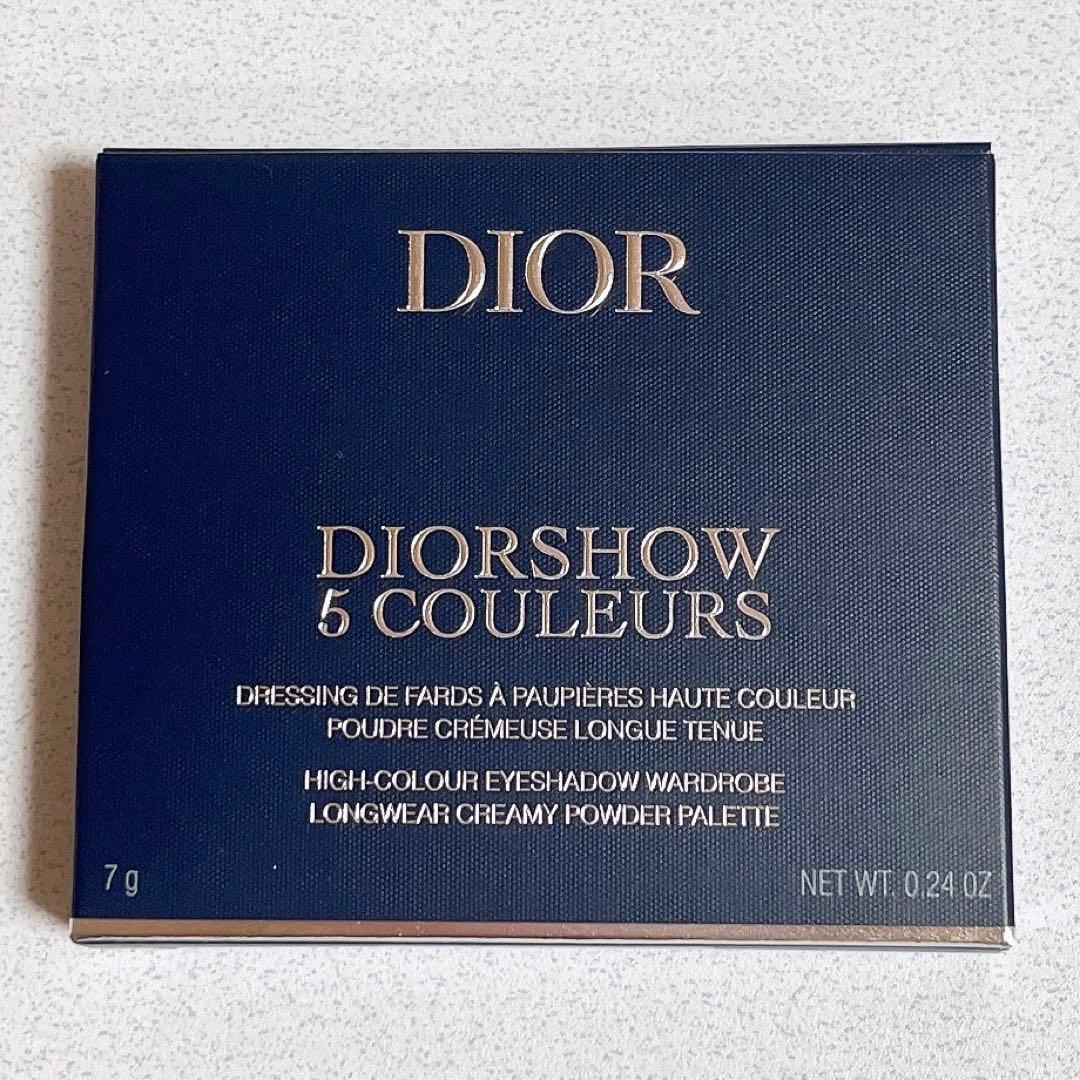 DIOR
DIORSHOW
5 COULEURS
DRESSING DE FARDS À PAUPIÈRES HAUTE COULEUR
POUDRE CRÉMEUSE LONGUE TENUE
HIGH-COLOUR EYESHADOW WARDROBE
LONGWEAR CREAMY POWDER PALETTE
7 g
NET WT. 0.24 OZ